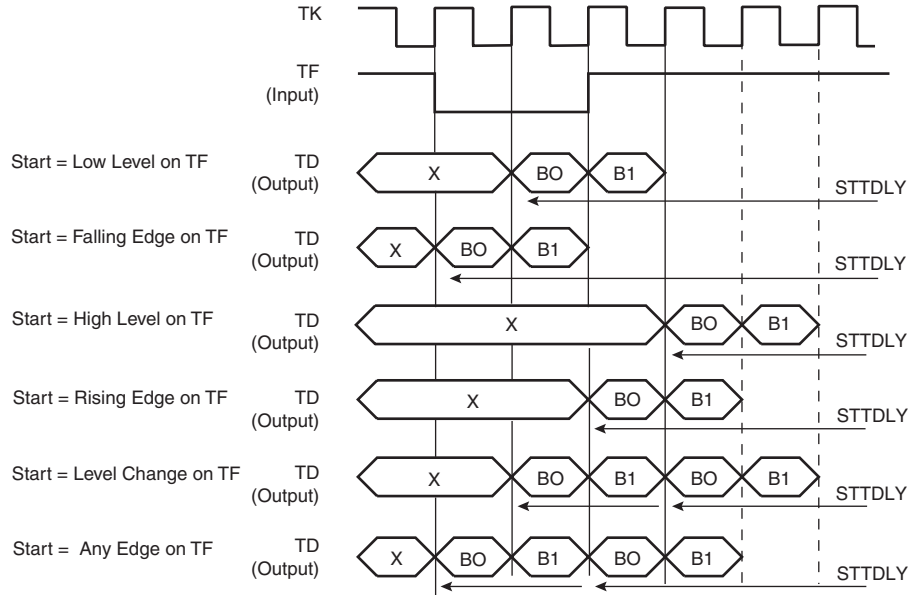 TK
TF
(Input)
Start = Low Level on TF
TD
(Output)
X
BO
B1
STTDLY
Start = Falling Edge on TF
TD
(Output)
X
BO
B1
STTDLY
Start = High Level on TF
TD
(Output)
X
BO
B1
STTDLY
Start = Rising Edge on TF
TD
(Output)
X
BO
B1
STTDLY
Start = Level Change on TF
TD
(Output)
X
BO
B1
BO
B1
STTDLY
Start = Any Edge on TF
TD
(Output)
X
BO
B1
BO
B1
STTDLY